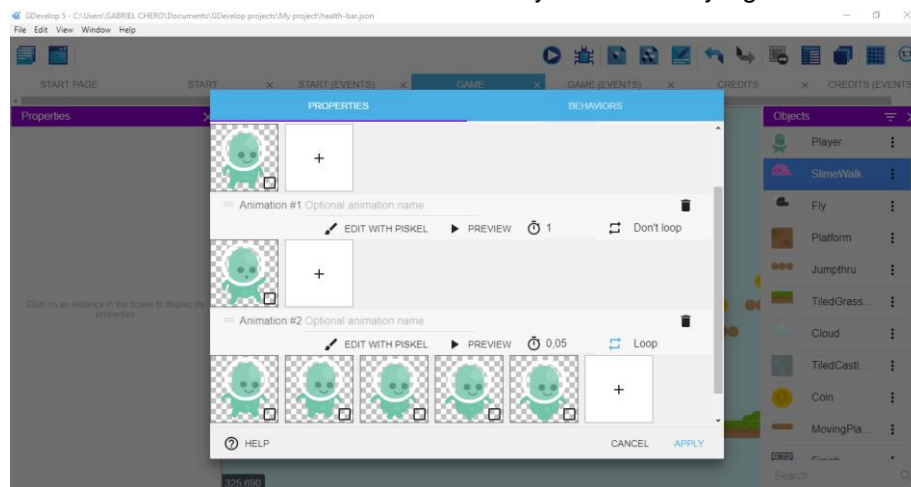 GDevelop 5 - C:\Users\GABRIEL CHERO\Documents\GDevelop projects\My project\health-bar.json
File Edit View Window Help
START PAGE START START (EVENTS) GAME GAME (EVENTS) CREDITS CREDITS (EVENTS
Properties
PROPERTIES BEHAVIORS
Objects
Player
SlimeWalk
Fly
Platform
Jumpthru
TiledGrass...
Cloud
TiledCastl...
Coin
MovingPla...
Finish
Search
Click on an instance in the scene to display its
properties
Animation #1 Optional animation name
EDIT WITH PISKEL PREVIEW 1 Don't loop
Animation #2 Optional animation name
EDIT WITH PISKEL PREVIEW 0,05 Loop
HELP CANCEL APPLY
325;690